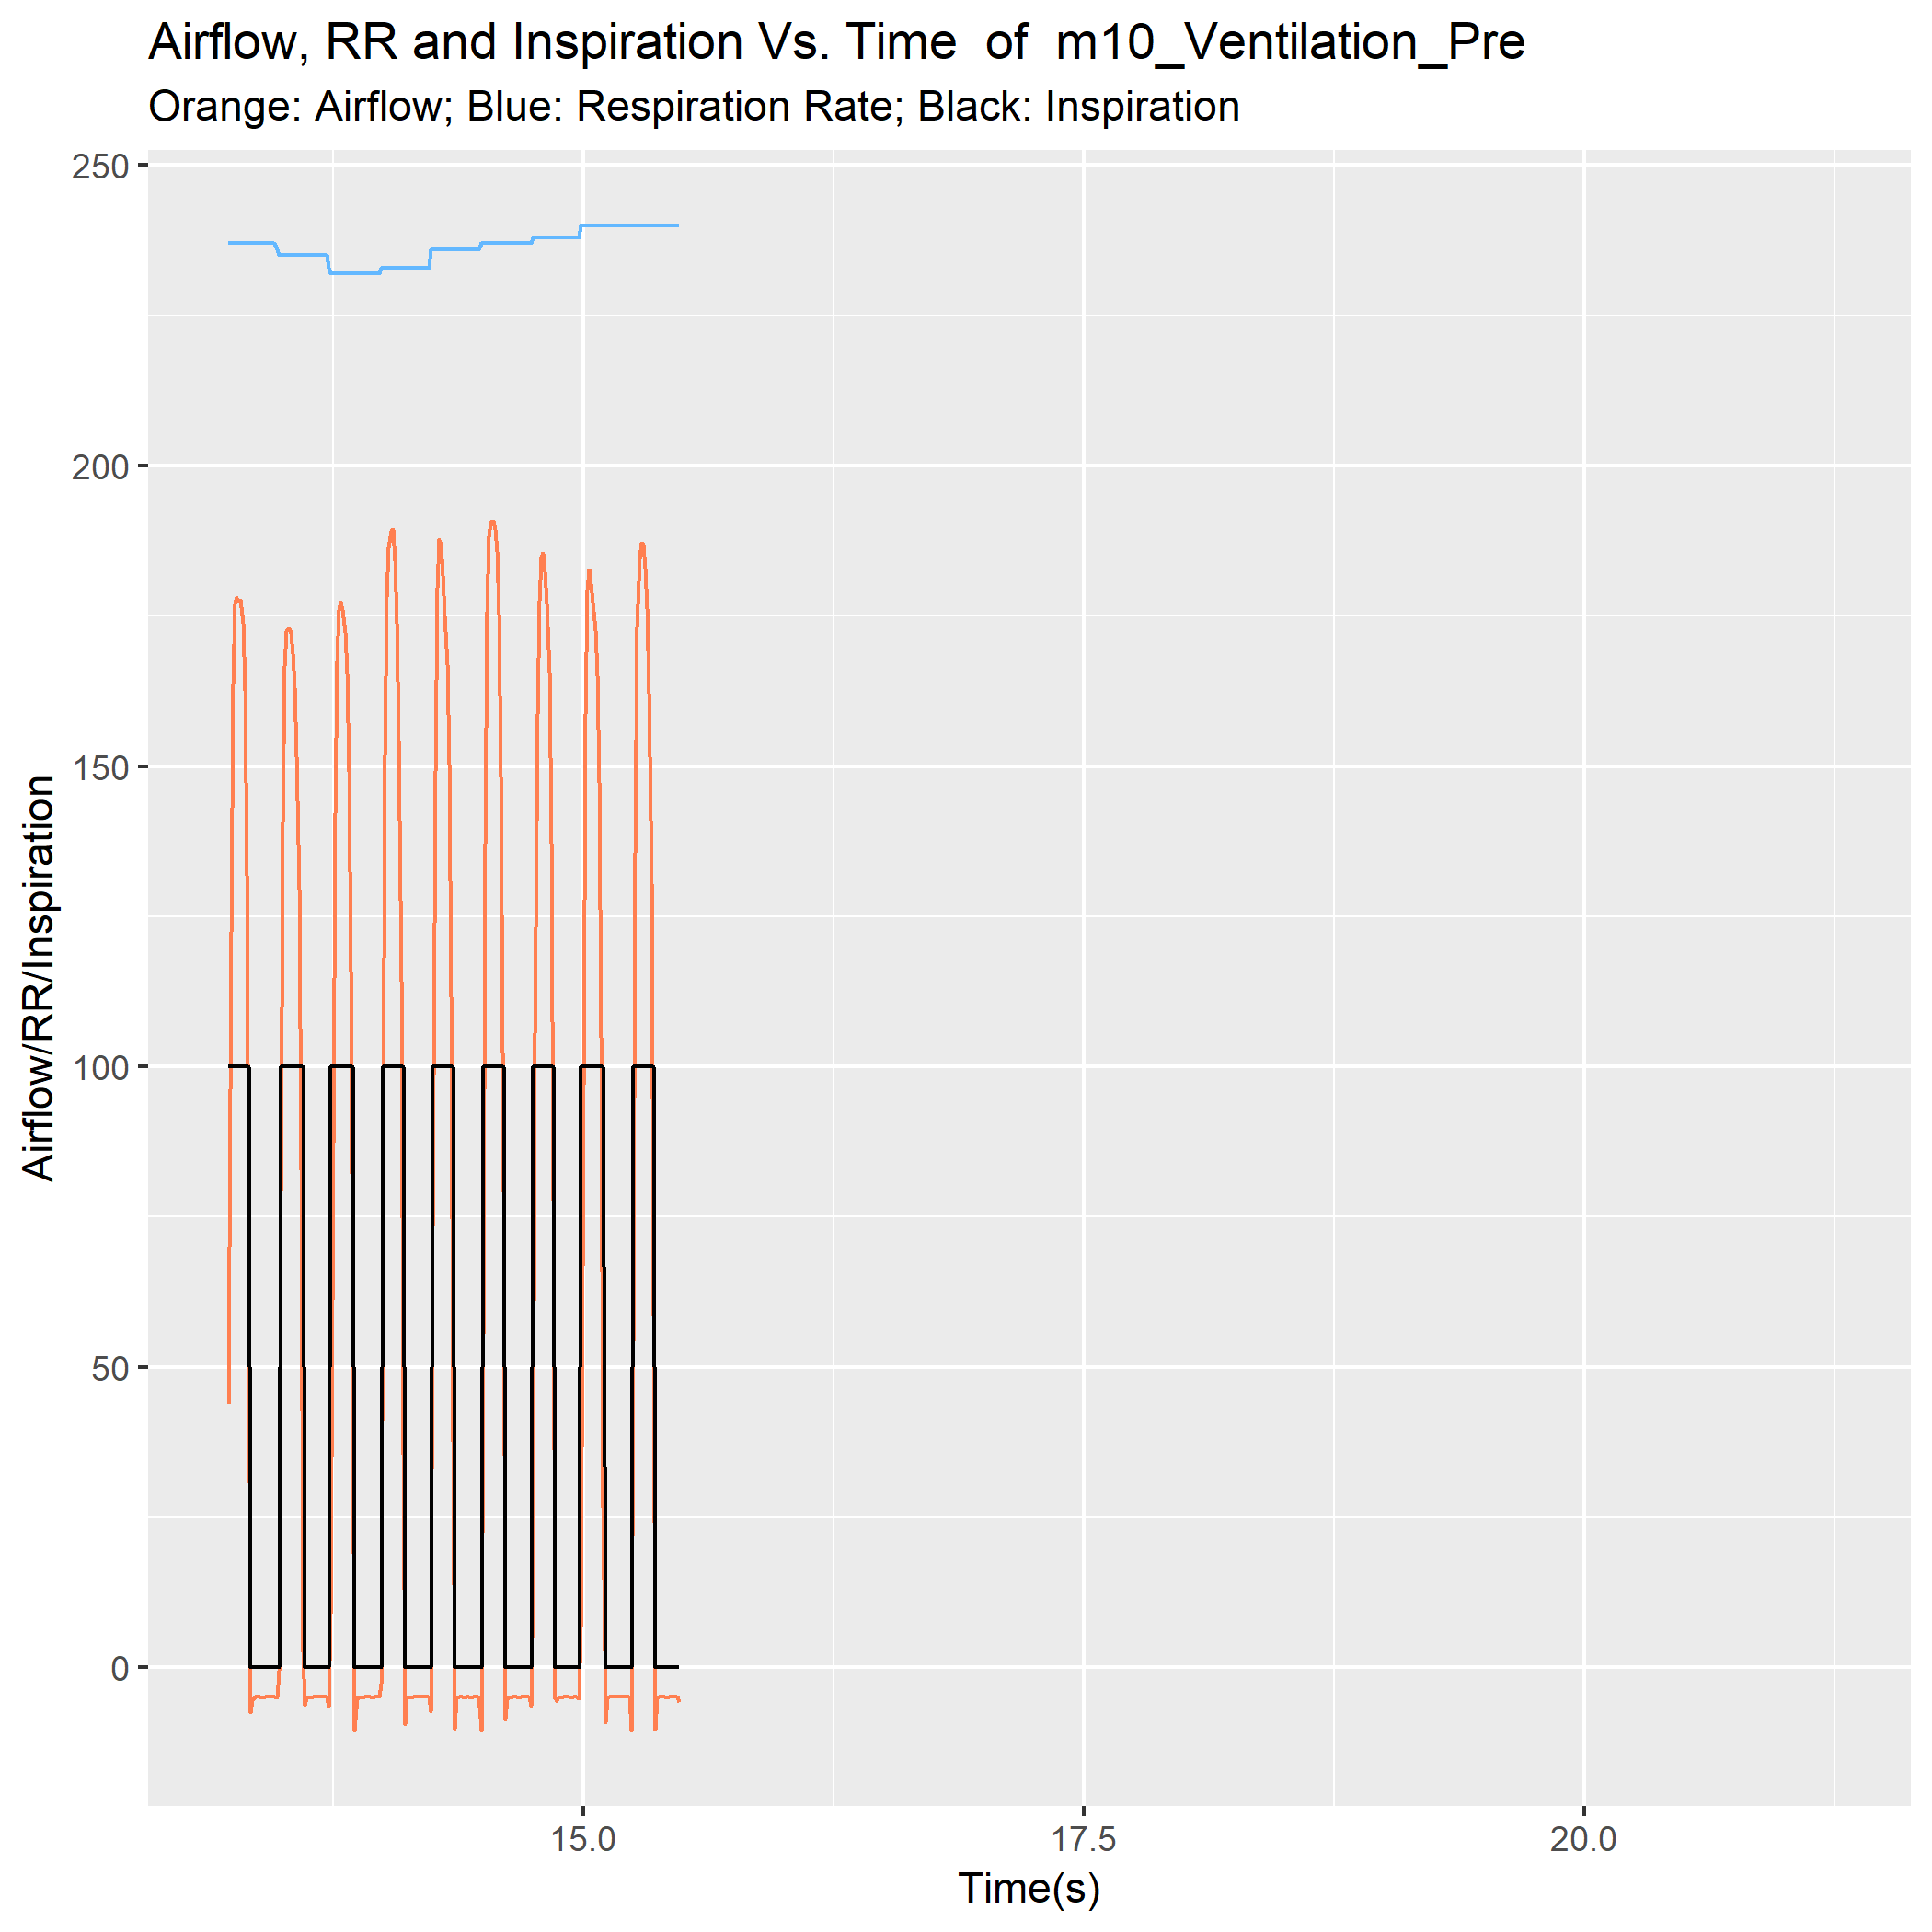 Airflow, RR and Inspiration Vs. Time  of  m10_Ventilation_Pre
Orange: Airflow; Blue: Respiration Rate; Black: Inspiration
250
200
150
100
50
0
Airflow/RR/Inspiration
15.0
17.5
20.0
Time(s)